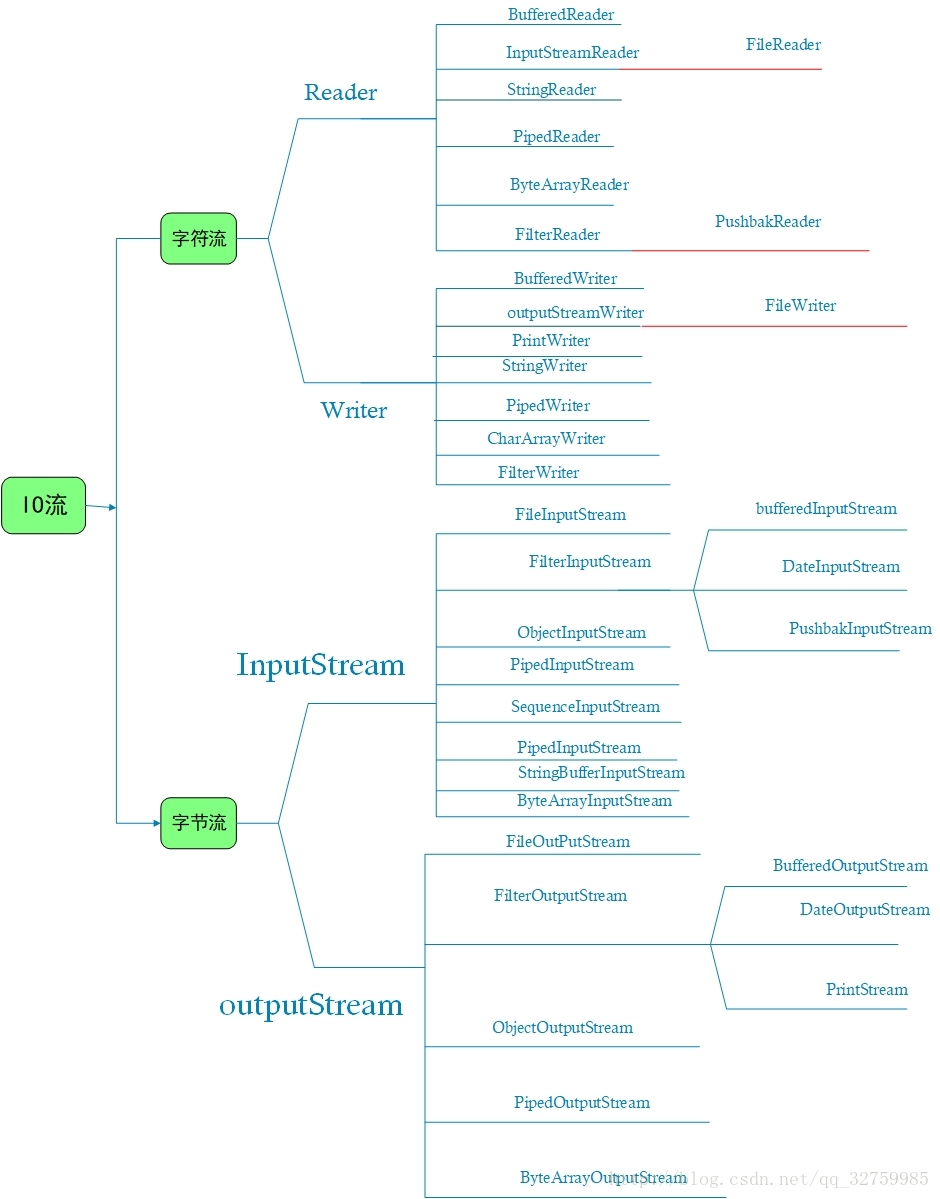 IO流
字符流
Reader
BufferedReader
InputStreamReader
FileReader
StringReader
PipedReader
ByteArrayReader
FilterReader
PushbakReader
Writer
BufferedWriter
outputStreamWriter
FileWriter
PrintWriter
StringWriter
PipedWriter
CharArrayWriter
FilterWriter
字节流
InputStream
FileInputStream
FilterInputStream
bufferedInputStream
DateInputStream
PushbakInputStream
ObjectInputStream
PipedInputStream
SequenceInputStream
PipedInputStream
StringBufferInputStream
ByteArrayInputStream
outputStream
FileOutPutStream
FilterOutputStream
BufferedOutputStream
DateOutputStream
PrintStream
ObjectOutputStream
PipedOutputStream
ByteArrayOutputStream
http://blog.csdn.net/qq_32759985